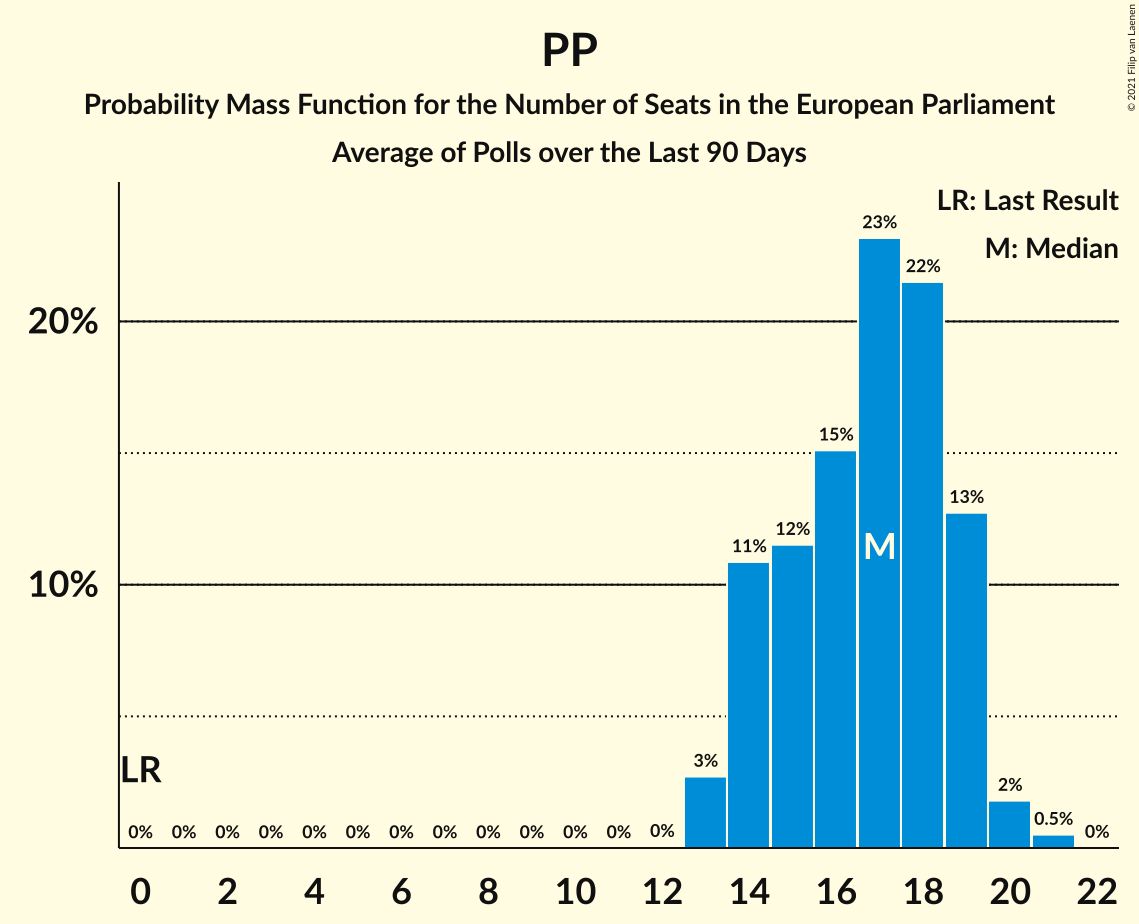 PP
Probability Mass Function for the Number of Seats in the European Parliament
Average of Polls over the Last 90 Days
© 2021 Filip van Laenen
LR: Last Result
M: Median
20%
10%
LR
M
0% 0% 0% 0% 0% 0% 0% 0% 0% 0% 0% 0% 0% 3% 11% 12% 15% 23% 22% 13% 2% 0.5% 0%
0 2 4 6 8 10 12 14 16 18 20 22